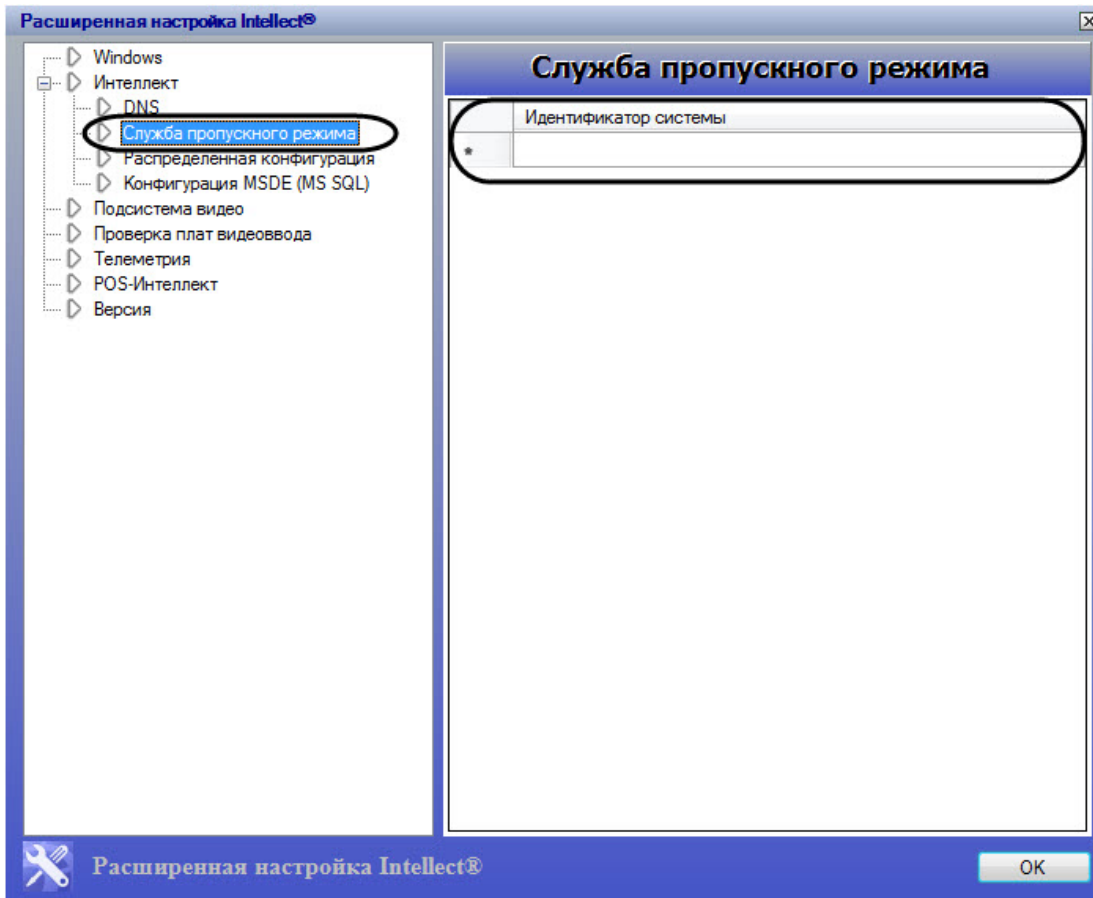 Расширенная настройка Intellect®
Windows
Интеллект
DNS
Служба пропускного режима
Распределенная конфигурация
Конфигурация MSDE (MS SQL)
Подсистема видео
Проверка плат видеоввода
Телеметрия
POS-Интеллект
Версия
Служба пропускного режима
Идентификатор системы
*
Расширенная настройка Intellect®
OK